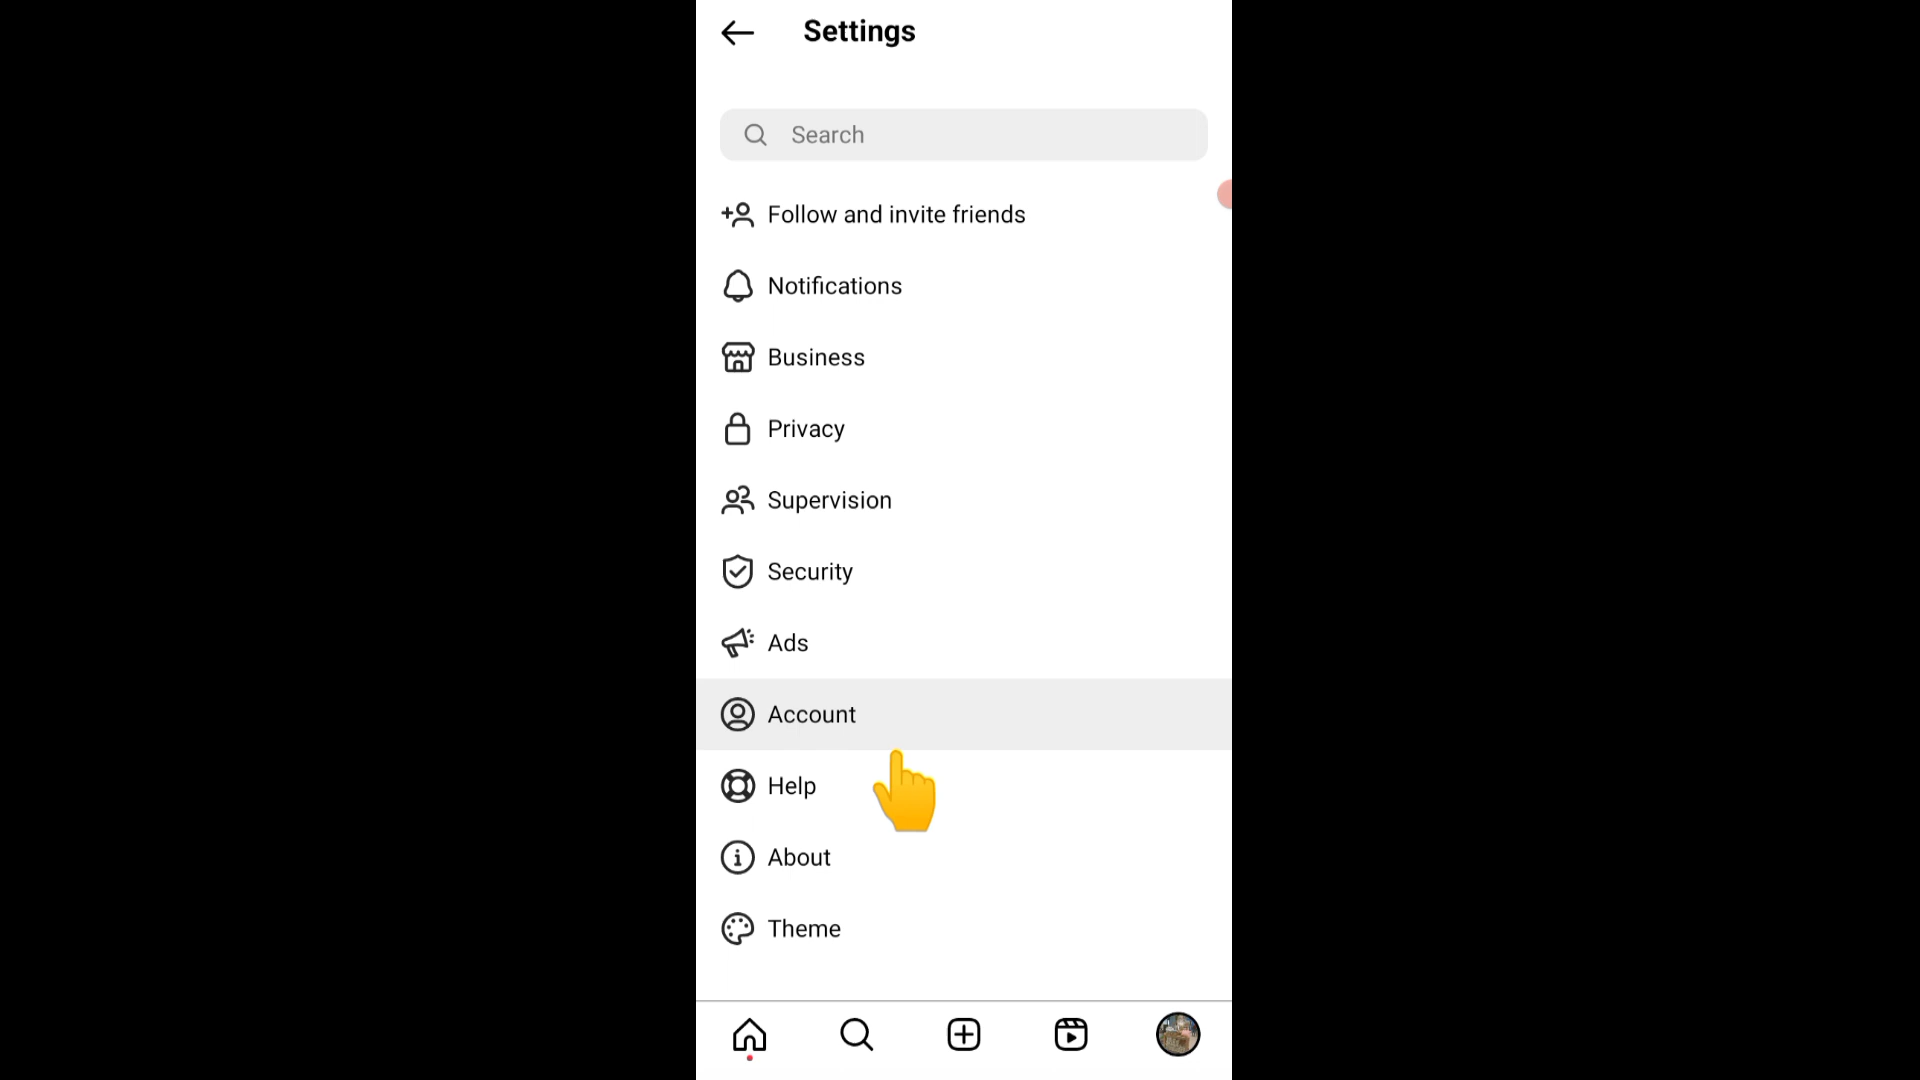 Settings
Search
Follow and invite friends
Notifications
Business
Privacy
Supervision
Security
Ads
Account
Help
About
Theme